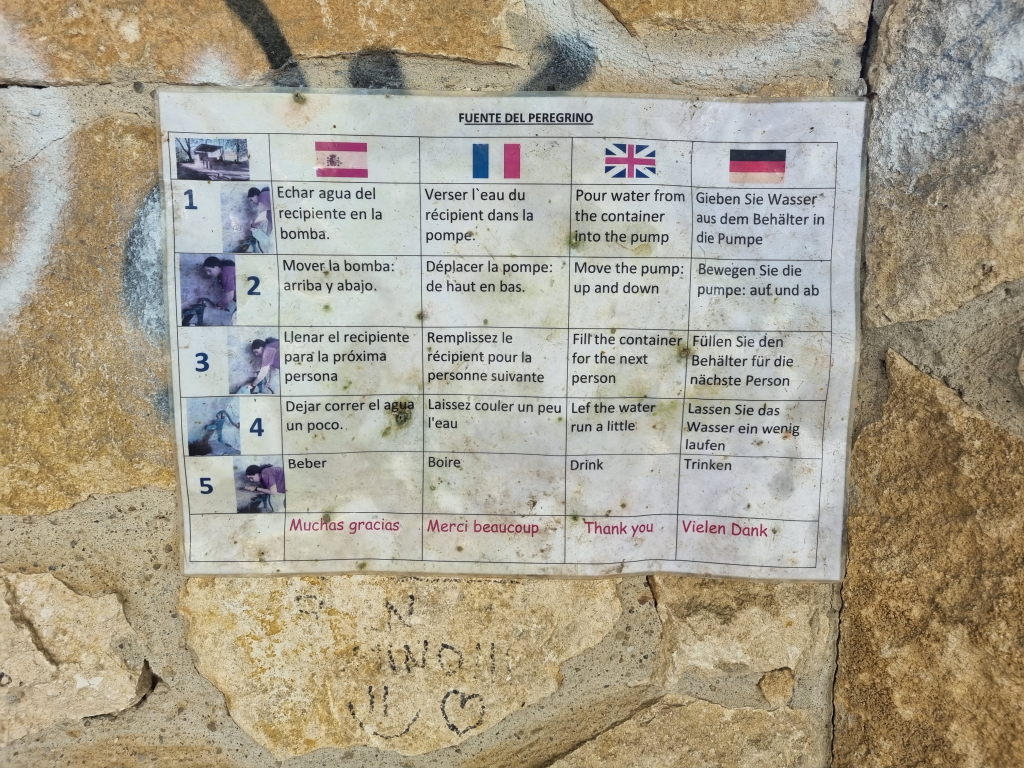 FUENTE DEL PEREGRINO
1
Echar agua del
recipiente en la
bomba.
Verser l`eau du
récipient dans la
pompe.
Pour water from
the container
into the pump
Gieben Sie Wasser
aus dem Behälter in
die Pumpe
2
Mover la bomba:
arriba y abajo.
Déplacer la pompe:
de haut en bas.
Move the pump:
up and down
Bewegen Sie die
pumpe: auf und ab
3
Llenar el recipiente
para la próxima
persona
Remplissez le
récipient pour la
personne suivante
Fill the container
for the next
person
Füllen Sie den
Behälter für die
nächste Person
4
Dejar correr el agua
un poco.
Laissez couler un peu
l'eau
Lef the water
run a little
Lassen Sie das
Wasser ein wenig
laufen
5
Beber
Boire
Drink
Trinken
Muchas gracias
Merci beaucoup
Thank you
Vielen Dank